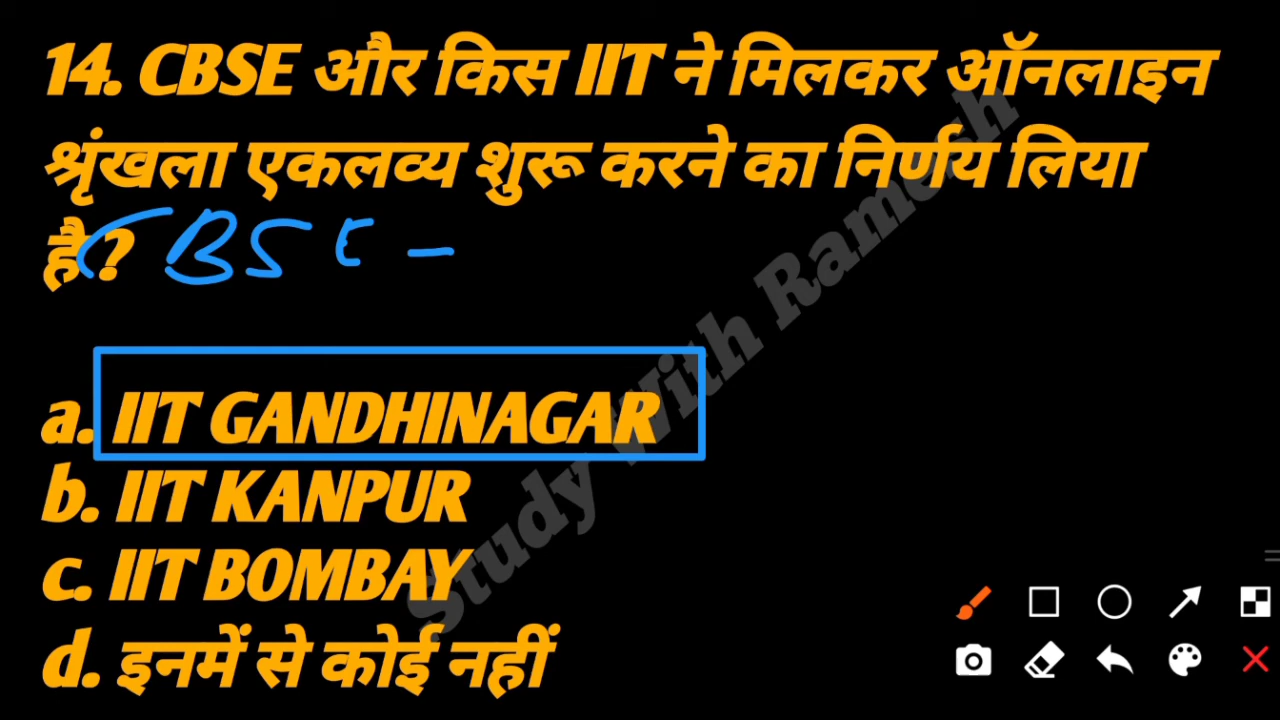 14. CBSE और किस IIT ने मिलकर ऑनलाइन
श्रृंखला एकलव्य शुरू करने का निर्णय लिया
है?
CBSE -
a. IIT GANDHINAGAR
b. IIT KANPUR
c. IIT BOMBAY
d. इनमें से कोई नहीं
Study With Ramesh